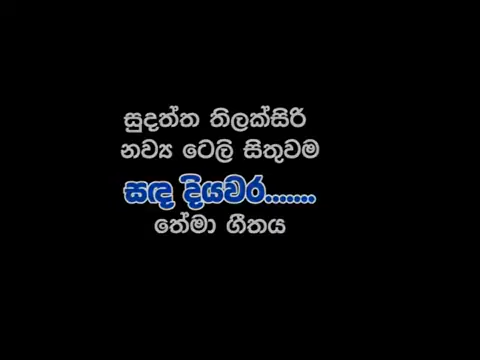 සුදත්ත තිලක්සිරි
නව්‍ය ටෙලි සිතුවම
සඳ දියවර.......
තේමා ගීතය